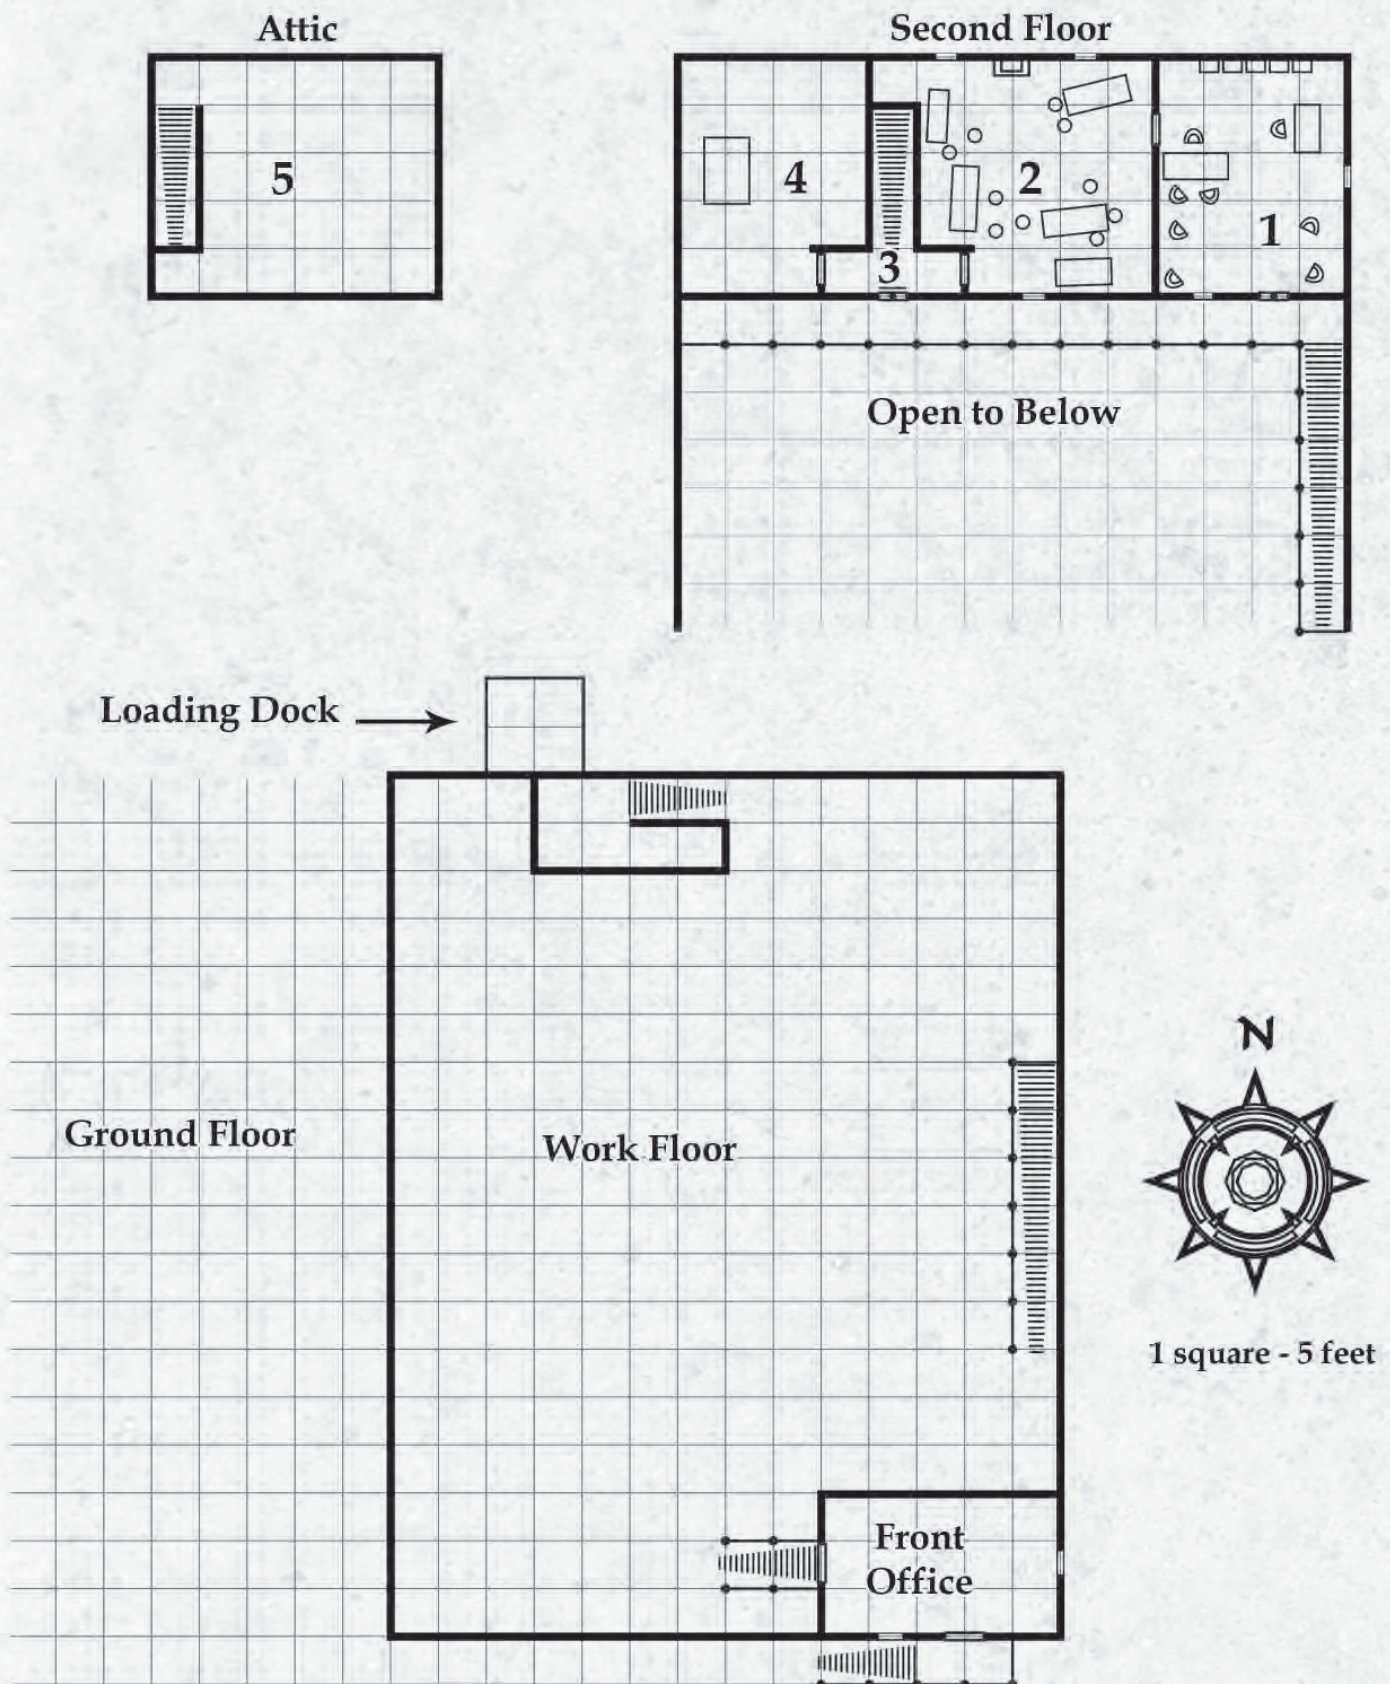 Attic
Second Floor
5
4
2
3
1
Open to Below
Loading Dock
N
Ground Floor
Work Floor
1 square - 5 feet
Front
Office